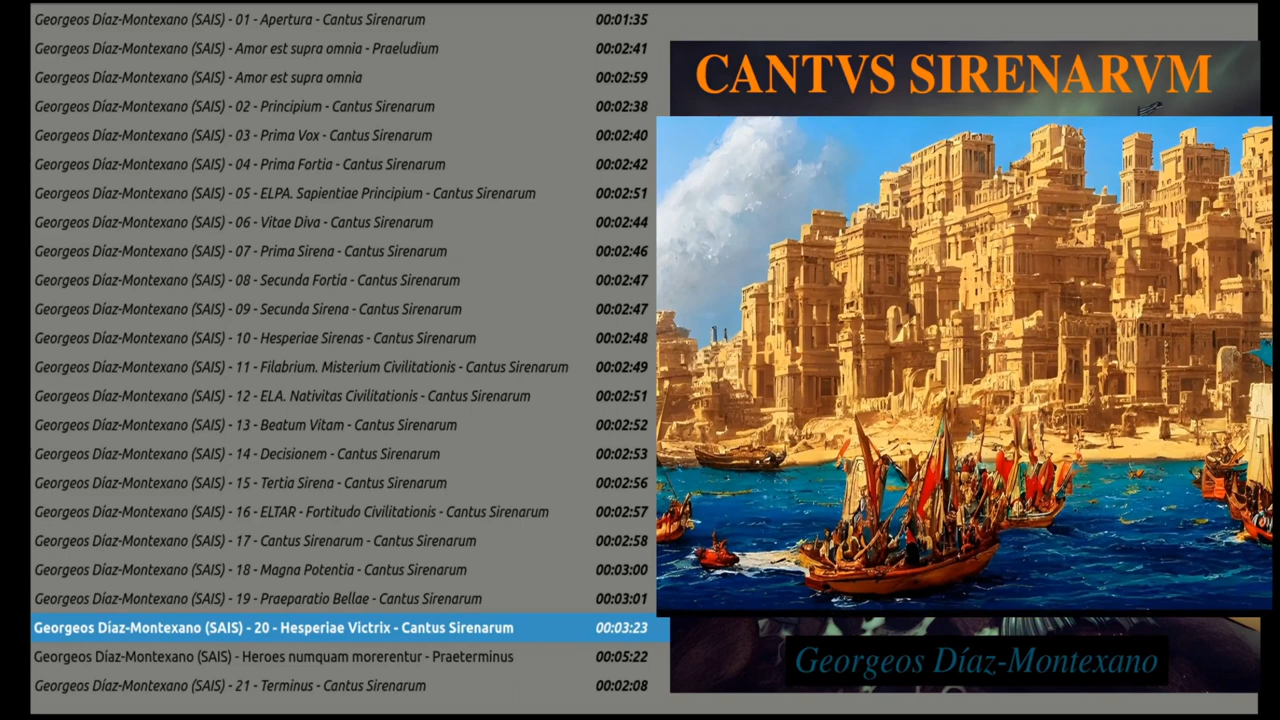 Georgeos Díaz-Montexano (SAIS) - 01 - Apertura - Cantus Sirenarum 00:01:35
Georgeos Díaz-Montexano (SAIS) - Amor est supra omnia - Praeludium 00:02:41
Georgeos Díaz-Montexano (SAIS) - Amor est supra omnia 00:02:59
Georgeos Díaz-Montexano (SAIS) - 02 - Principium - Cantus Sirenarum 00:02:38
Georgeos Díaz-Montexano (SAIS) - 03 - Prima Vox - Cantus Sirenarum 00:02:40
Georgeos Díaz-Montexano (SAIS) - 04 - Prima Fortia - Cantus Sirenarum 00:02:42
Georgeos Díaz-Montexano (SAIS) - 05 - ELPA. Sapientiae Principium - Cantus Sirenarum 00:02:51
Georgeos Díaz-Montexano (SAIS) - 06 - Vitae Diva - Cantus Sirenarum 00:02:44
Georgeos Díaz-Montexano (SAIS) - 07 - Prima Sirena - Cantus Sirenarum 00:02:46
Georgeos Díaz-Montexano (SAIS) - 08 - Secunda Fortia - Cantus Sirenarum 00:02:47
Georgeos Díaz-Montexano (SAIS) - 09 - Secunda Sirena - Cantus Sirenarum 00:02:47
Georgeos Díaz-Montexano (SAIS) - 10 - Hesperiae Sirenas - Cantus Sirenarum 00:02:48
Georgeos Díaz-Montexano (SAIS) - 11 - Filabrium. Misterium Civilitationis - Cantus Sirenarum 00:02:49
Georgeos Díaz-Montexano (SAIS) - 12 - ELA. Nativitas Civilitationis - Cantus Sirenarum 00:02:51
Georgeos Díaz-Montexano (SAIS) - 13 - Beatum Vitam - Cantus Sirenarum 00:02:52
Georgeos Díaz-Montexano (SAIS) - 14 - Decisionem - Cantus Sirenarum 00:02:53
Georgeos Díaz-Montexano (SAIS) - 15 - Tertia Sirena - Cantus Sirenarum 00:02:56
Georgeos Díaz-Montexano (SAIS) - 16 - ELTAR - Fortitudo Civilitationis - Cantus Sirenarum 00:02:57
Georgeos Díaz-Montexano (SAIS) - 17 - Cantus Sirenarum - Cantus Sirenarum 00:02:58
Georgeos Díaz-Montexano (SAIS) - 18 - Magna Potentia - Cantus Sirenarum 00:03:00
Georgeos Díaz-Montexano (SAIS) - 19 - Praeparatio Bellae - Cantus Sirenarum 00:03:01
Georgeos Díaz-Montexano (SAIS) - 20 - Hesperiae Victrix - Cantus Sirenarum 00:03:23
Georgeos Díaz-Montexano (SAIS) - Heroes numquam morerentur - Praeterminus 00:05:22
Georgeos Díaz-Montexano (SAIS) - 21 - Terminus - Cantus Sirenarum 00:02:08
CANTVS SIRENARVM
Georgeos Díaz-Montexano